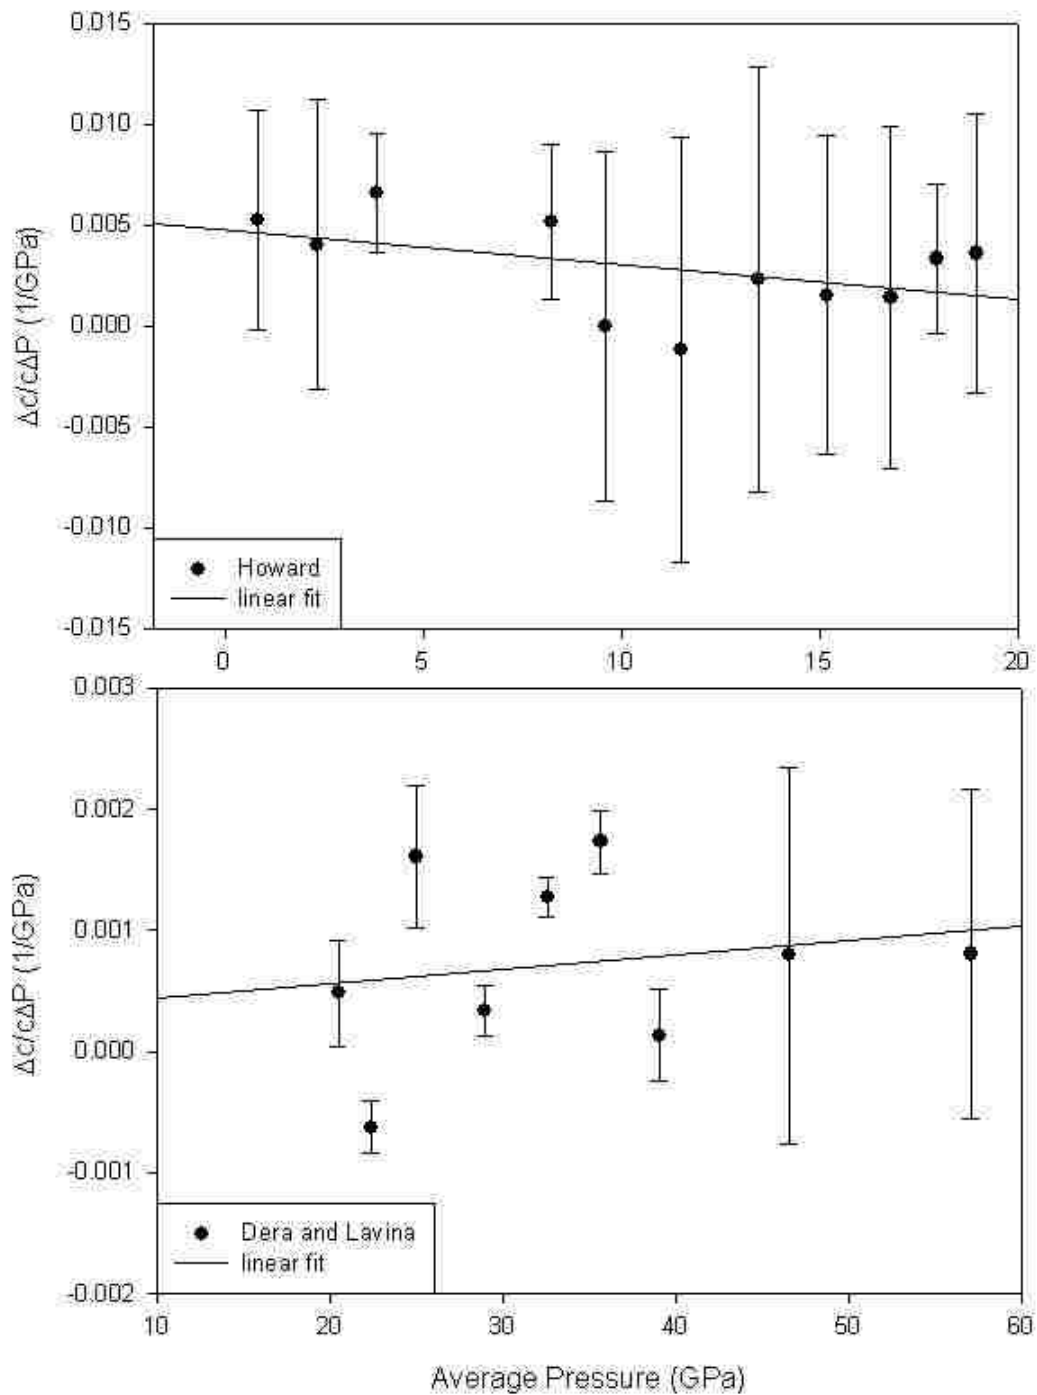 0.015
0.010
0.005
0.000
-0.005
-0.010
-0.015
Δc/cΔP (1/GPa)
Howard
linear fit
0 5 10 15 20
0.003
0.002
0.001
0.000
-0.001
-0.002
Δc/cΔP (1/GPa)
Dera and Lavina
linear fit
10 20 30 40 50 60
Average Pressure (GPa)